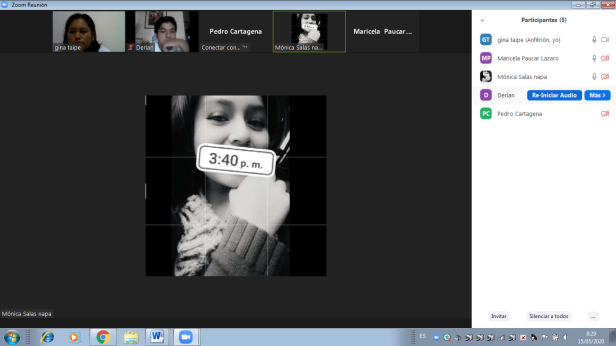 Zoom Reunión
gina taipe
Derian
Pedro Cartagena
Conectar con...
Mónica Salas na...
Maricela Paucar ...
3:40 p. m.
Mónica Salas napa
Participantes (5)
GT gina taipe (Anfitrión, yo)
MP Maricela Paucar Lazaro
Mónica Salas napa
D Derian Re-Iniciar Audio Más >
PC Pedro Cartagena
Invitar Silenciar a todos ...
ES
8:29
15/05/2020